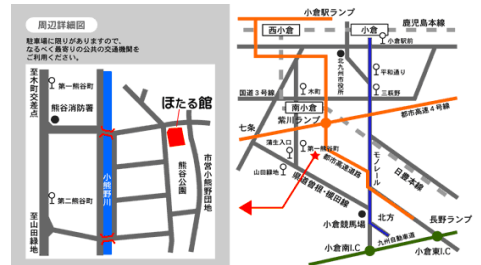 周辺詳細図
駐車場に限りがありますので、
なるべく最寄りの公共の交通機関を
ご利用ください。
至木町交差点
第一熊谷町
熊谷消防署
ほたる館
小熊野川
熊谷公園
市営小熊野団地
第二熊谷町
至山田緑地
小倉駅ランプ
鹿児島本線
西小倉
小倉
小倉駅前
北九州市役所
平和通り
木町
三萩野
国道3号線
南小倉
都市高速4号線
紫川ランプ
七条
蒲生入口
第一熊谷町
山田緑地
都市高速道路
モノレール
日豊本線
県道曽根・槻田線
小倉競馬場
北方
長野ランプ
九州自動車道
小倉南I.C
小倉東I.C